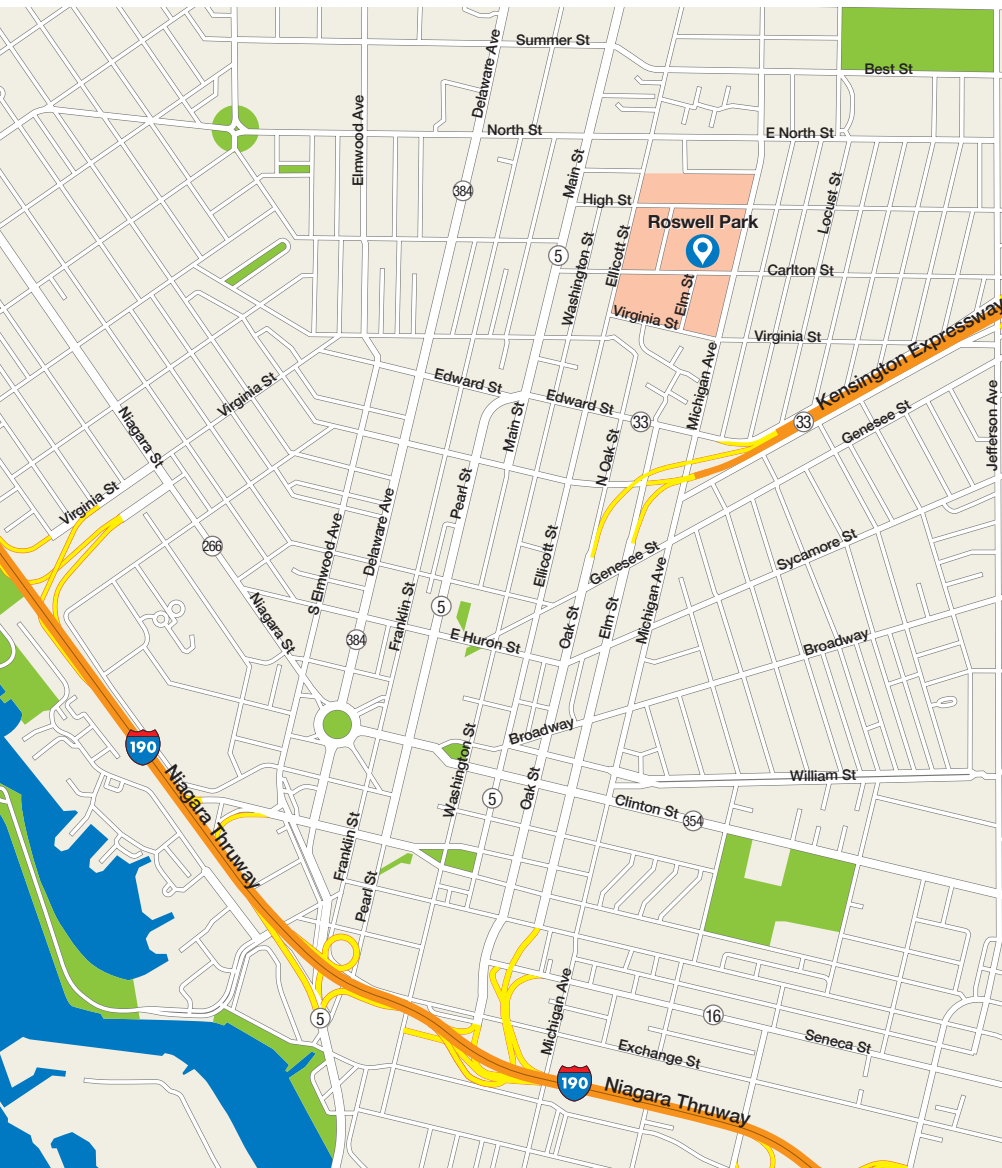 Summer St
Delaware Ave
Best St
Elmwood Ave
North St
E North St
Main St
384
High St
Locust St
Roswell Park
Ellicott St
Washington St
5
Carlton St
Elm St
Virginia St
Virginia St
Kensington Expressway
Michigan Ave
Edward St
Virginia St
Edward St
Jefferson Ave
Niagara St
Main St
33
33
Genesee St
N Oak St
Pearl St
Virginia St
Delaware Ave
266
S Elmwood Ave
Ellicott St
Genesee St
Sycamore St
Niagara St
Franklin St
5
Oak St
Elm St
Michigan Ave
384
E Huron St
Broadway
190
Washington St
Broadway
Niagara Thruway
5
Oak St
William St
Clinton St
354
Franklin St
Pearl St
5
Michigan Ave
16
Seneca St
Exchange St
190
Niagara Thruway